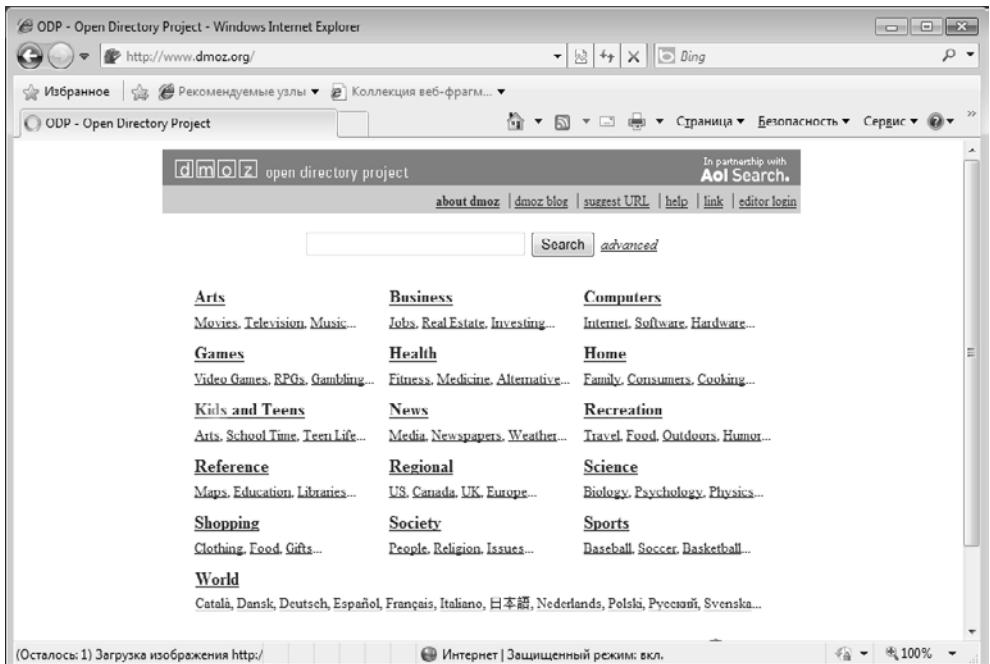 ODP - Open Directory Project - Windows Internet Explorer
http://www.dmoz.org/ Bing
Избранное Рекомендуемые узлы Коллекция веб-фрагм...
ODP - Open Directory Project Страница Безопасность Сервис
dmoz open directory project In partnership with
Aol Search.
about dmoz | dmoz blog | suggest URL | help | link | editor login
Search advanced
Arts Business Computers
Movies, Television, Music... Jobs, Real Estate, Investing... Internet, Software, Hardware...
Games Health Home
Video Games, RPGs, Gambling... Fitness, Medicine, Alternative... Family, Consumers, Cooking...
Kids and Teens News Recreation
Arts, School Time, Teen Life... Media, Newspapers, Weather... Travel, Food, Outdoors, Humor...
Reference Regional Science
Maps, Education, Libraries... US, Canada, UK, Europe... Biology, Psychology, Physics...
Shopping Society Sports
Clothing, Food, Gifts... People, Religion, Issues... Baseball, Soccer, Basketball...
World
Català, Dansk, Deutsch, Español, Français, Italiano, 日本語, Nederlands, Polski, Русский, Svenska...
(Осталось: 1) Загрузка изображения http:/ Интернет | Защищенный режим: вкл. 100%